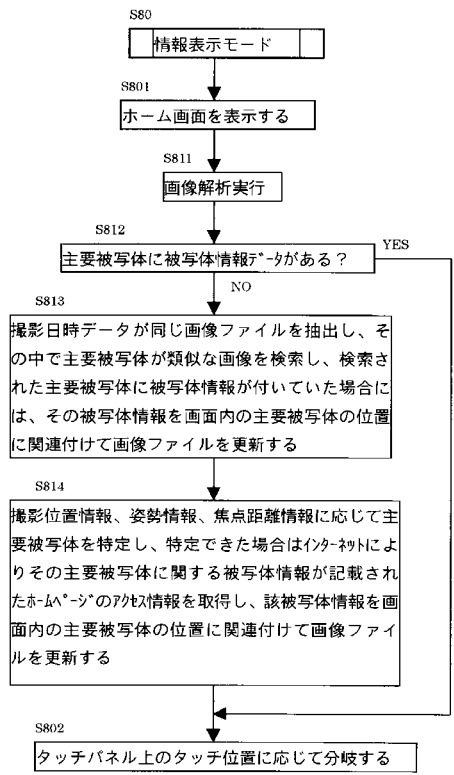 S80
情報表示モード
S801
ホーム画面を表示する
S811
画像解析実行
S812
主要被写体に被写体情報ﾃﾞｰﾀがある？
YES
NO
S813
撮影日時データが同じ画像ファイルを抽出し、そ
の中で主要被写体が類似な画像を検索し、検索さ
れた主要被写体に被写体情報が付いていた場合に
は、その被写体情報を画面内の主要被写体の位置
に関連付けて画像ファイルを更新する
S814
撮影位置情報、姿勢情報、焦点距離情報に応じて主
要被写体を特定し、特定できた場合はｲﾝﾀｰﾈｯﾄによ
りその主要被写体に関する被写体情報が記載され
たﾎｰﾑﾍﾟｰｼﾞのｱｸｾｽ情報を取得し、該被写体情報を画
面内の主要被写体の位置に関連付けて画像ファイ
ルを更新する
S802
タッチパネル上のタッチ位置に応じて分岐する